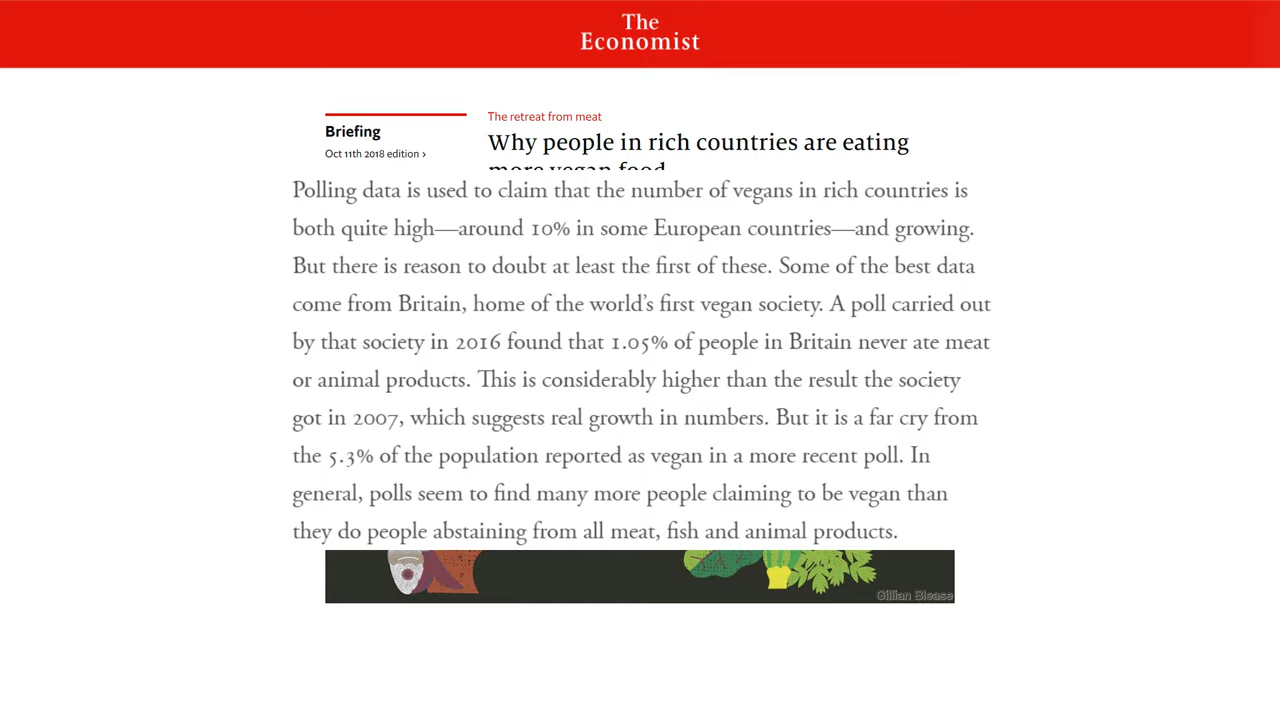 The
Economist
Briefing
Oct 11th 2018 edition ›
The retreat from meat
Why people in rich countries are eating
more vegan food
Polling data is used to claim that the number of vegans in rich countries is
both quite high—around 10% in some European countries—and growing.
But there is reason to doubt at least the first of these. Some of the best data
come from Britain, home of the world's first vegan society. A poll carried out
by that society in 2016 found that 1.05% of people in Britain never ate meat
or animal products. This is considerably higher than the result the society
got in 2007, which suggests real growth in numbers. But it is a far cry from
the 5.3% of the population reported as vegan in a more recent poll. In
general, polls seem to find many more people claiming to be vegan than
they do people abstaining from all meat, fish and animal products.
Gillian Blease